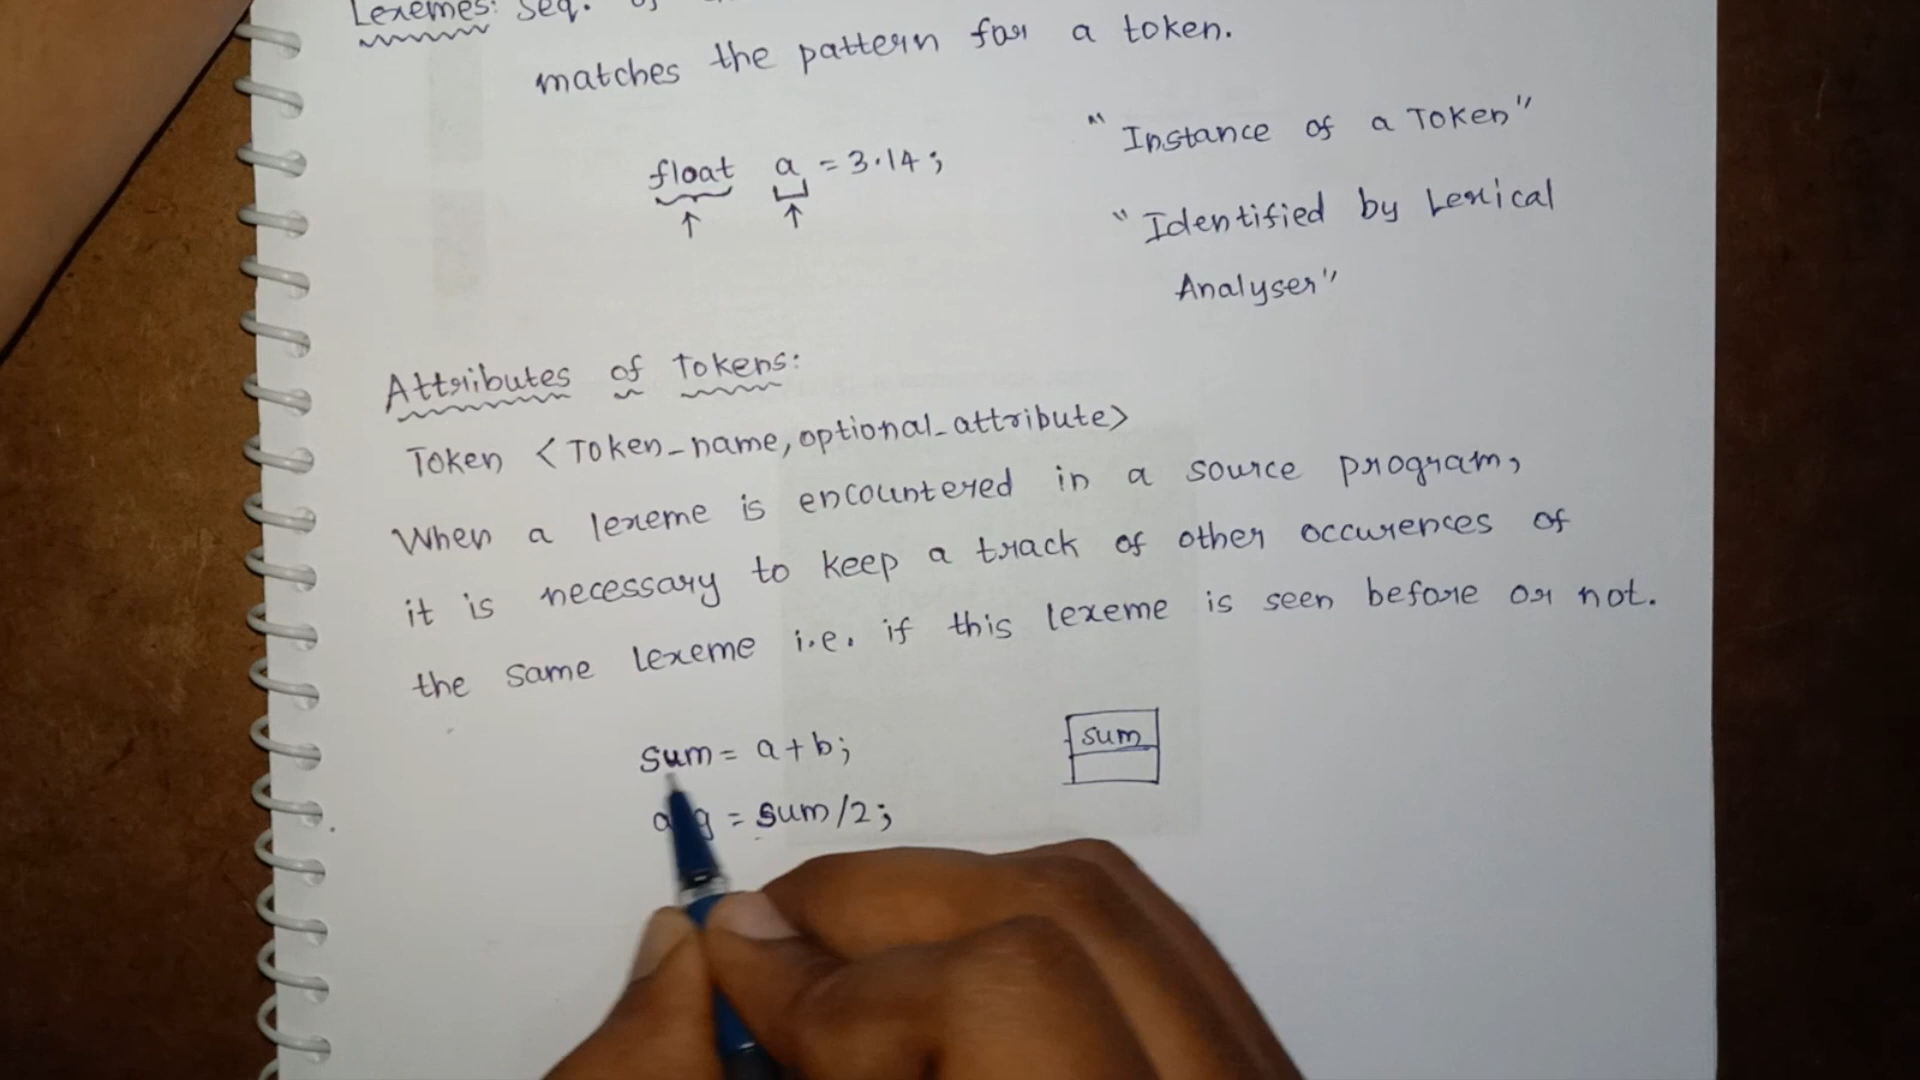 Lexemes: Seq. of
matches the pattern for a token.
float a = 3.14;
"Instance of a Token"
"Identified by Lexical
Analyser"
Attributes of Tokens:
Token <Token_name, optional_attribute>
When a lexeme is encountered in a source program,
it is necessary to keep a track of other occurences of
the same lexeme i.e. if this lexeme is seen before or not.
sum = a+b;
sum
= sum/2;